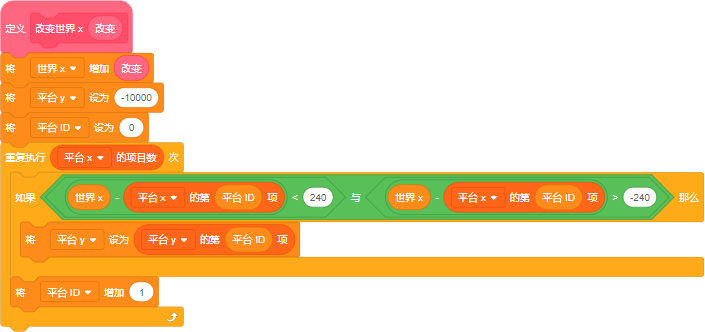 定义 改变世界 x 改变
将 世界 x 增加 改变
将 平台 y 设为 -10000
将 平台 ID 设为 0
重复执行 平台 x 的项目数 次
如果 世界 x - 平台 x 的第 平台 ID 项 < 240 与 世界 x - 平台 x 的第 平台 ID 项 > -240 那么
将 平台 y 设为 平台 y 的第 平台 ID 项
将 平台 ID 增加 1